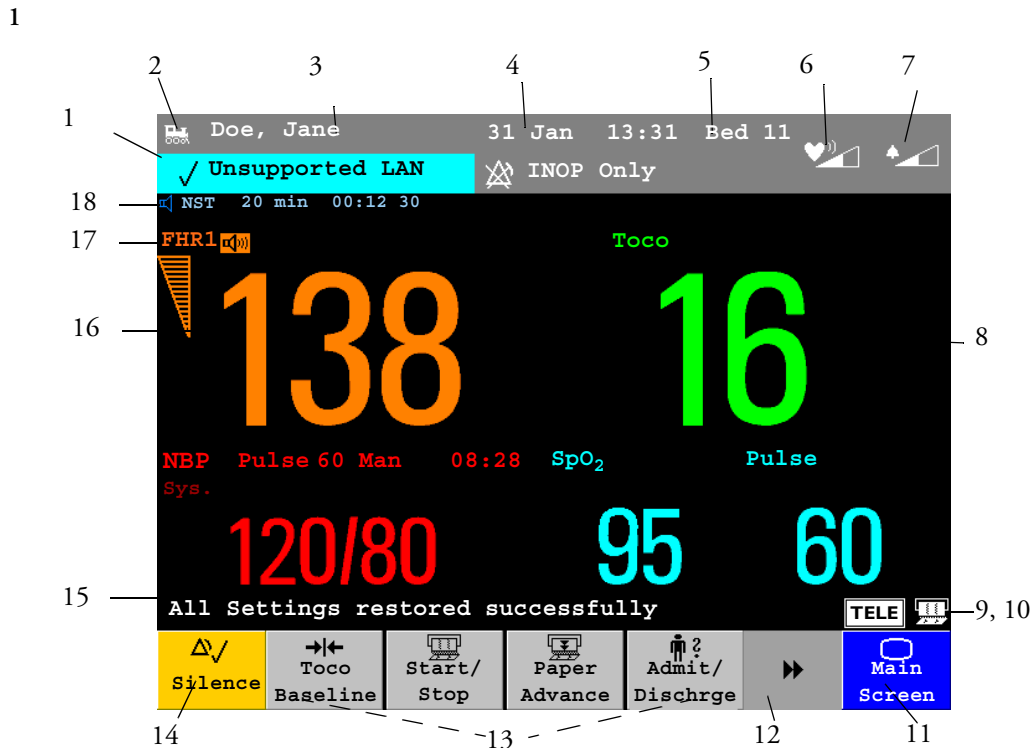 1
2 3 4 5 6 7
1
Doe, Jane 31 Jan 13:31 Bed 11
Unsupported LAN INOP Only
18 NST 20 min 00:12 30
17 FHR1 Toco
138 16
16 8
NBP Pulse 60 Man 08:28 SpO2 Pulse
Sys.
120/80 95 60
15 All Settings restored successfully TELE 9, 10
Silence
Toco
Baseline
Start/
Stop
Paper
Advance
?
Admit/
Dischrge
Main
Screen
14 13 12 11